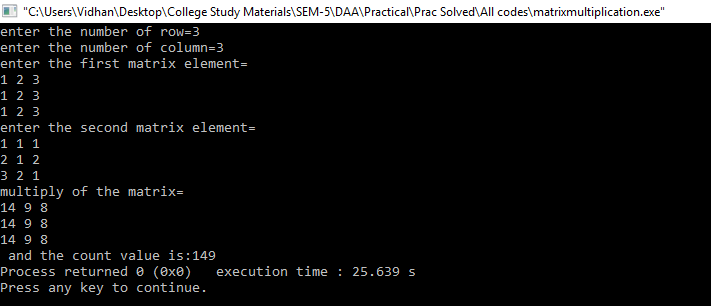 "C:\Users\Vidhan\Desktop\College Study Materials\SEM-5\DAA\Practical\Prac Solved\All codes\matrixmultiplication.exe"
enter the number of row=3
enter the number of column=3
enter the first matrix element=
1 2 3
1 2 3
1 2 3
enter the second matrix element=
1 1 1
2 1 2
3 2 1
multiply of the matrix=
14 9 8
14 9 8
14 9 8
 and the count value is:149
Process returned 0 (0x0)   execution time : 25.639 s
Press any key to continue.